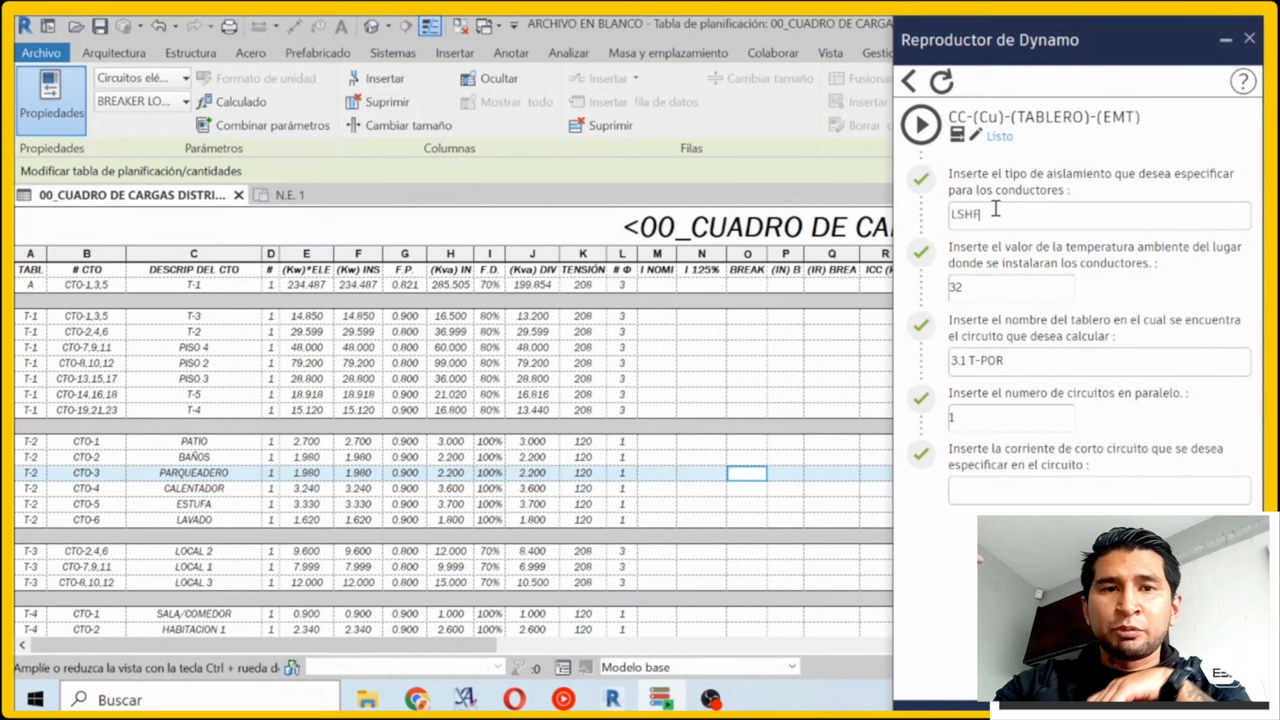 ARCHIVO EN BLANCO - Tabla de planificación: 00_CUADRO DE CARGAS
Reproductor de Dynamo
Archivo Arquitectura Estructura Acero Prefabricado Sistemas Insertar Anotar Analizar Masa y emplazamiento Colaborar Vista
Circuitos elé... Formato de unidad Insertar Ocultar Insertar Cambiar tamaño Fusionar
BREAKER LO... Calculado Suprimir Mostrar todo Insertar fila de datos Insertar
Propiedades Combinar parámetros Cambiar tamaño Suprimir Borrar
Propiedades Parámetros Columnas Filas
Modificar tabla de planificación/cantidades
00_CUADRO DE CARGAS DISTRI... N.E. 1
<00_CUADRO DE CA
A B C D E F G H I J K L M N O P Q R
TABL # CTO DESCRIP DEL CTO # (Kw)*ELE (Kw) INS F.P. (Kva) IN F.D. (Kva) DIV TENSIÓN # Φ I NOMI I 125% BREAK (IN) B (IR) BREA ICC (K
A CTO-1,3,5 T-1 1 234.487 234.487 0.821 285.505 70% 199.854 208 3
T-1 CTO-1,3,5 T-3 1 14.850 14.850 0.900 16.500 80% 13.200 208 3
T-1 CTO-2,4,6 T-2 1 29.599 29.599 0.900 36.999 80% 29.599 208 3
T-1 CTO-7,9,11 PISO 4 1 48.000 48.000 0.900 60.000 80% 48.000 208 3
T-1 CTO-8,10,12 PISO 2 1 79.200 79.200 0.900 99.000 80% 79.200 208 3
T-1 CTO-13,15,17 PISO 3 1 28.800 28.800 0.900 36.000 80% 28.800 208 3
T-1 CTO-14,16,18 T-5 1 18.918 18.918 0.900 21.020 80% 16.816 208 3
T-1 CTO-19,21,23 T-4 1 15.120 15.120 0.900 16.800 80% 13.440 208 3
T-2 CTO-1 PATIO 1 2.700 2.700 0.900 3.000 100% 3.000 120 1
T-2 CTO-2 BAÑOS 1 1.980 1.980 0.900 2.200 100% 2.200 120 1
T-2 CTO-3 PARQUEADERO 1 1.980 1.980 0.900 2.200 100% 2.200 120 1
T-2 CTO-4 CALENTADOR 1 3.240 3.240 0.900 3.600 100% 3.600 120 1
T-2 CTO-5 ESTUFA 1 3.330 3.330 0.900 3.700 100% 3.700 120 1
T-2 CTO-6 LAVADO 1 1.620 1.620 0.900 1.800 100% 1.800 120 1
T-3 CTO-2,4,6 LOCAL 2 1 9.600 9.600 0.800 12.000 70% 8.400 208 3
T-3 CTO-7,9,11 LOCAL 1 1 7.999 7.999 0.800 9.999 70% 6.999 208 3
T-3 CTO-8,10,12 LOCAL 3 1 12.000 12.000 0.800 15.000 70% 10.500 208 3
T-4 CTO-1 SALA/COMEDOR 1 0.900 0.900 0.900 1.000 100% 1.000 120 1
T-4 CTO-2 HABITACION 1 1 2.340 2.340 0.900 2.600 100% 2.600 120 1
Amplíe o reduzca la vista con la tecla Ctrl + rueda d :0 Modelo base
Buscar
CC-(Cu)-(TABLERO)-(EMT)
Listo
Inserte el tipo de aislamiento que desea especificar
para los conductores :
LSHF
Inserte el valor de la temperatura ambiente del lugar
donde se instalaran los conductores. :
32
Inserte el nombre del tablero en el cual se encuentra
el circuito que desea calcular :
3.1 T-POR
Inserte el numero de circuitos en paralelo. :
1
Inserte la corriente de corto circuito que se desea
especificar en el circuito :